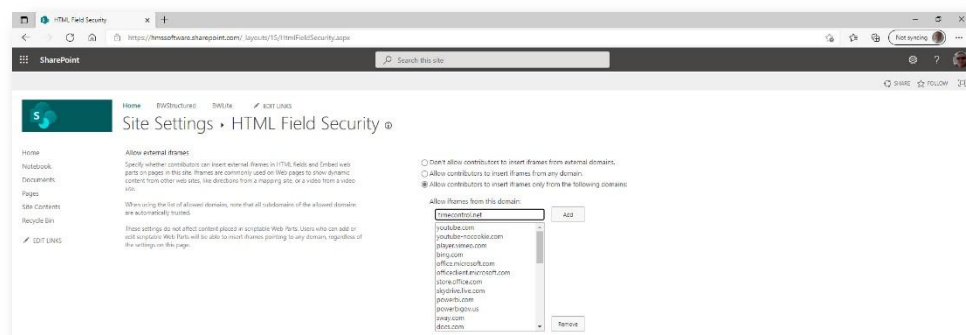 HTML Field Security
https://hmssoftware.sharepoint.com/_layouts/15/HtmlFieldSecurity.aspx
Not syncing
SharePoint
Search this site
SHARE
FOLLOW
Home BWStructured BWLite EDIT LINKS
Site Settings › HTML Field Security
Home
Notebook
Documents
Pages
Site Contents
Recycle Bin
EDIT LINKS
Allow external iframes
Specify whether contributors can insert external iframes in HTML fields and Embed web
parts on pages in this site. Iframes are commonly used on Web pages to show dynamic
content from other web sites, like directions from a mapping site, or a video from a video
site.
When using the list of allowed domains, note that all subdomains of the allowed domains
are automatically trusted.
These settings do not affect content placed in scriptable Web Parts. Users who can add or
edit scriptable Web Parts will be able to insert iframes pointing to any domain, regardless of
the settings on this page.
Don't allow contributors to insert iframes from external domains.
Allow contributors to insert iframes from any domain.
Allow contributors to insert iframes only from the following domains:
Allow iframes from this domain:
timecontrol.net
Add
youtube.com
youtube-nocookie.com
player.vimeo.com
bing.com
office.microsoft.com
officeclient.microsoft.com
store.office.com
skydrive.live.com
powerbi.com
powerbigov.us
sway.com
docs.com
Remove